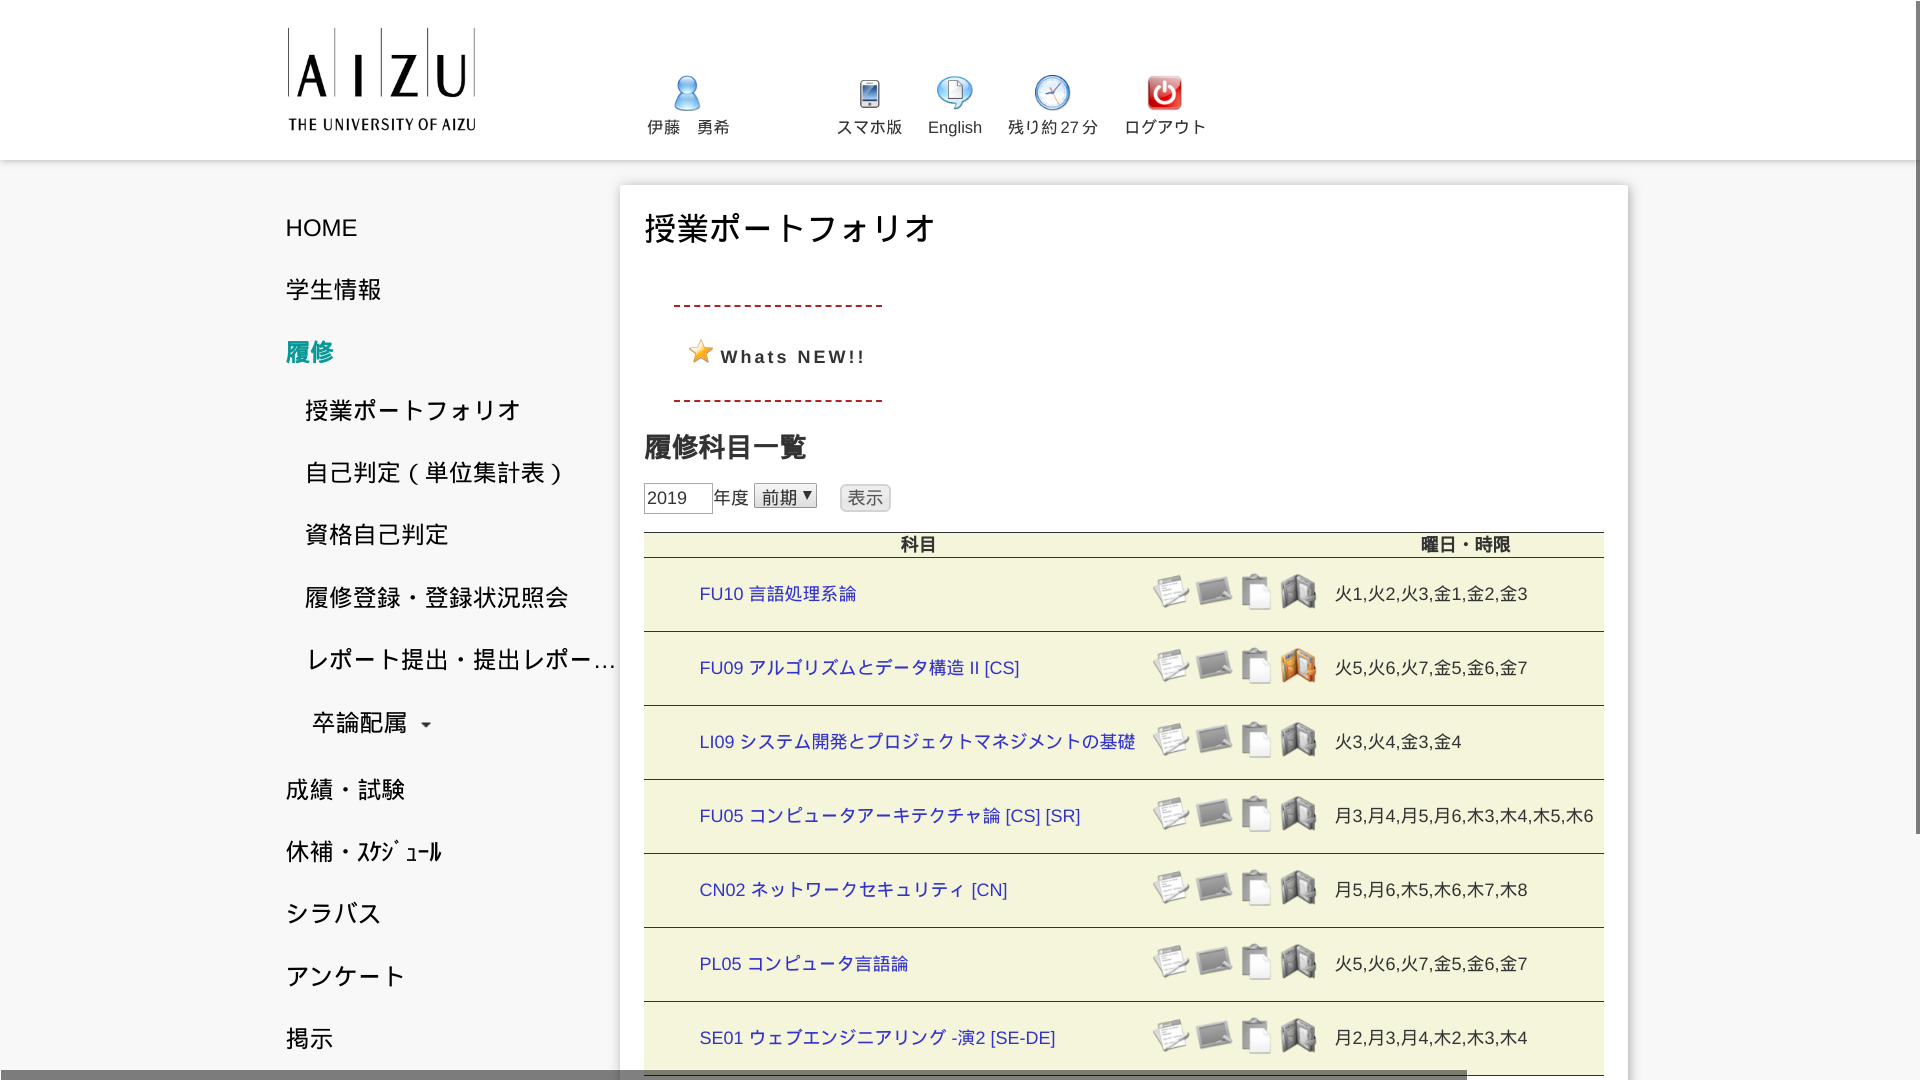 AIZU
THE UNIVERSITY OF AIZU
伊藤　勇希
スマホ版
English
残り約27分
ログアウト
HOME
学生情報
履修
授業ポートフォリオ
自己判定（単位集計表）
資格自己判定
履修登録・登録状況照会
レポート提出・提出レポー...
卒論配属
成績・試験
休補・ｽｹｼﾞｭｰﾙ
シラバス
アンケート
掲示
授業ポートフォリオ
Whats NEW!!
履修科目一覧
2019年度 前期 表示
科目 曜日・時限
FU10 言語処理系論 火1,火2,火3,金1,金2,金3
FU09 アルゴリズムとデータ構造 II [CS] 火5,火6,火7,金5,金6,金7
LI09 システム開発とプロジェクトマネジメントの基礎 火3,火4,金3,金4
FU05 コンピュータアーキテクチャ論 [CS] [SR] 月3,月4,月5,月6,木3,木4,木5,木6
CN02 ネットワークセキュリティ [CN] 月5,月6,木5,木6,木7,木8
PL05 コンピュータ言語論 火5,火6,火7,金5,金6,金7
SE01 ウェブエンジニアリング -演2 [SE-DE] 月2,月3,月4,木2,木3,木4